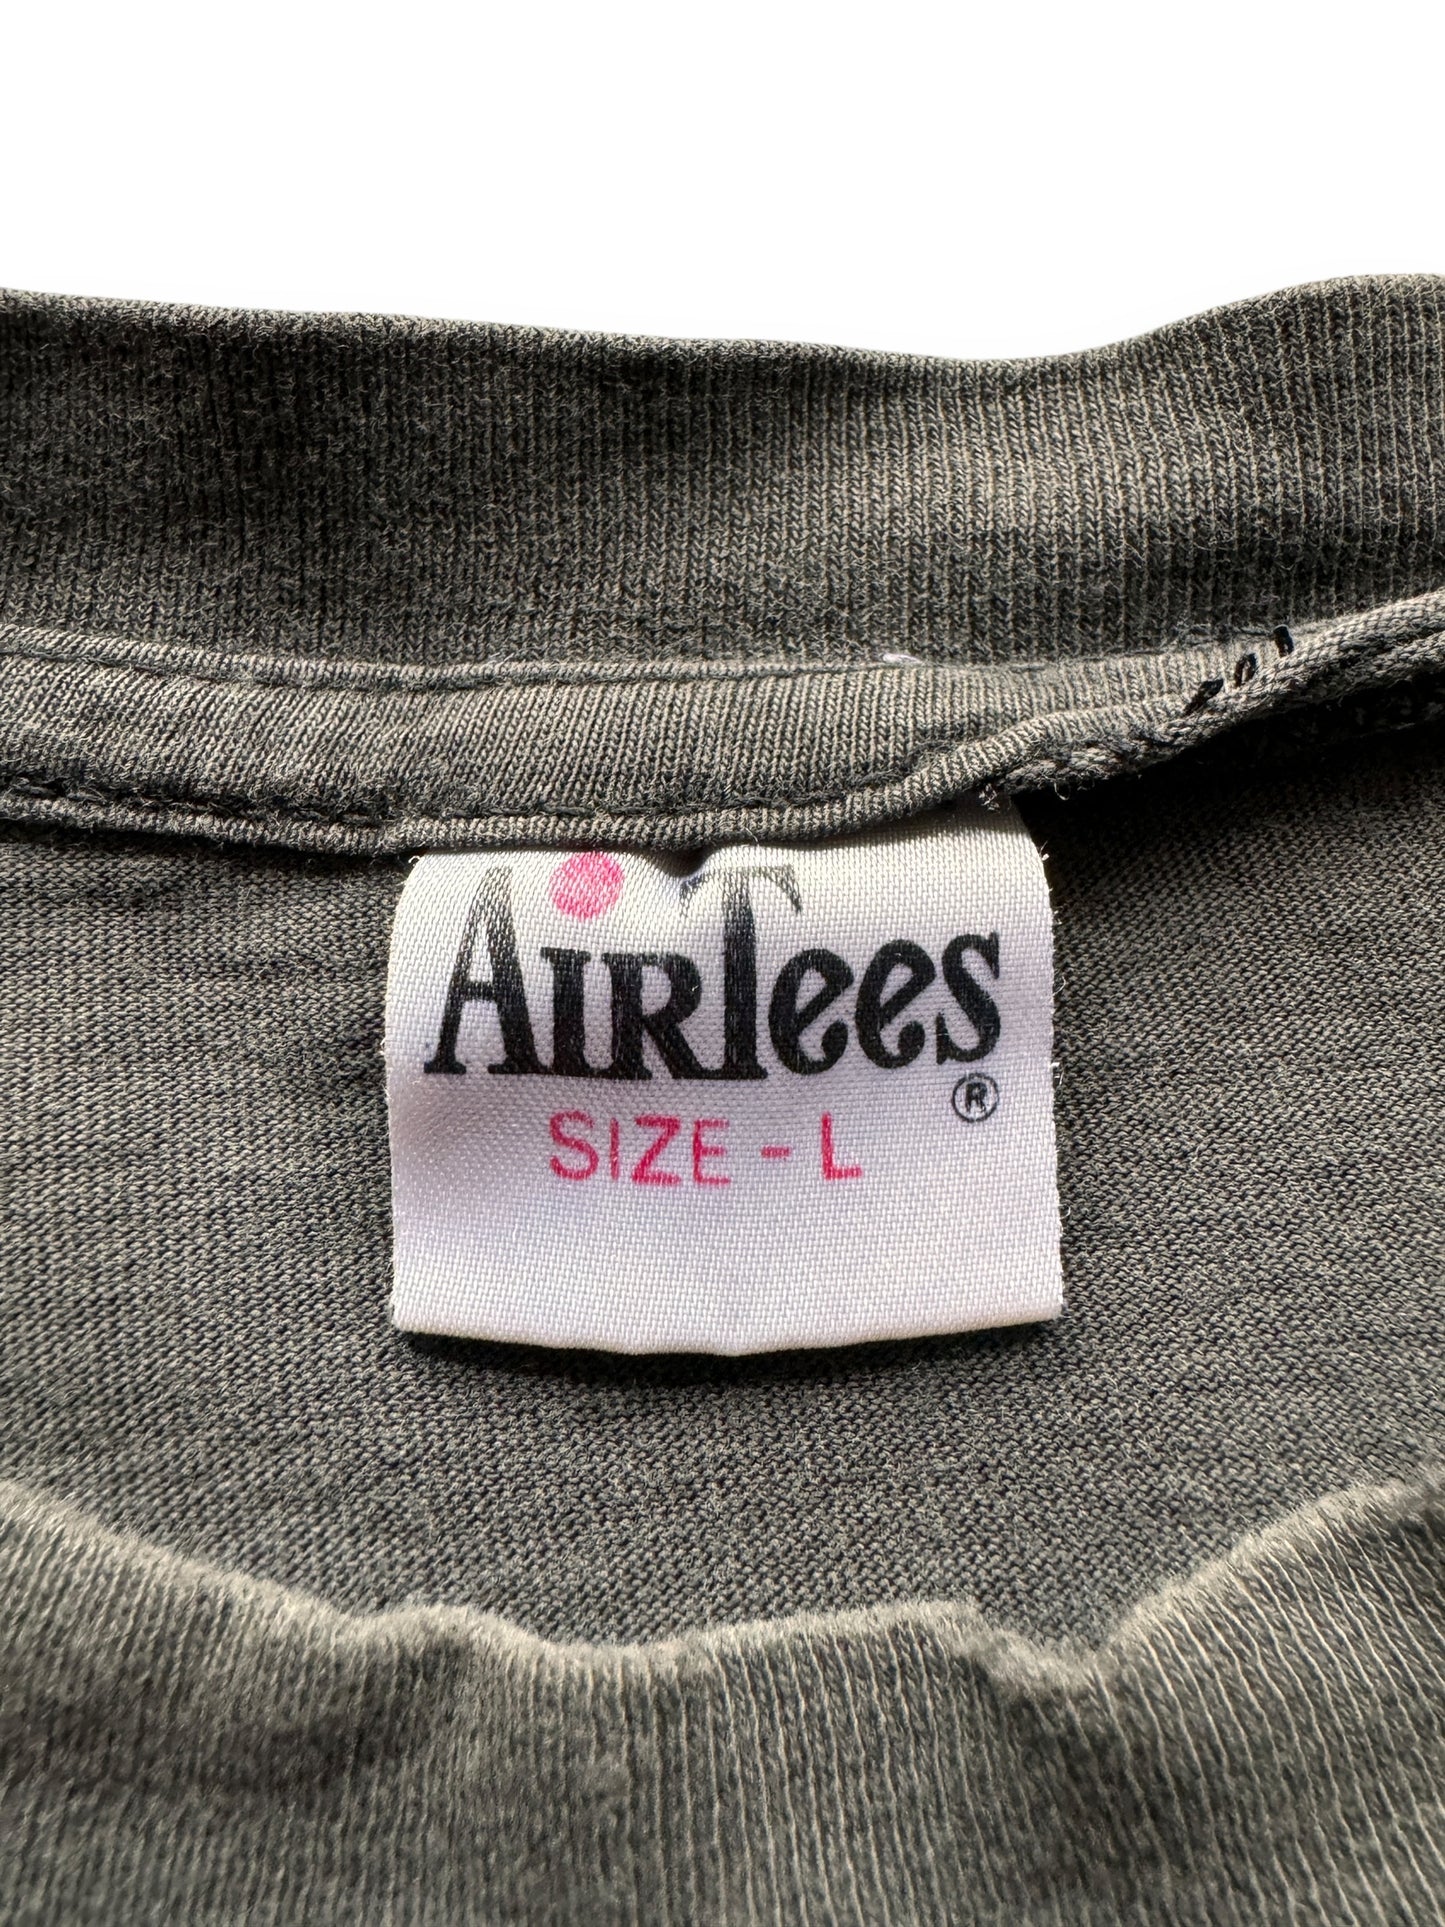 AIRTees
®
SIZE - L